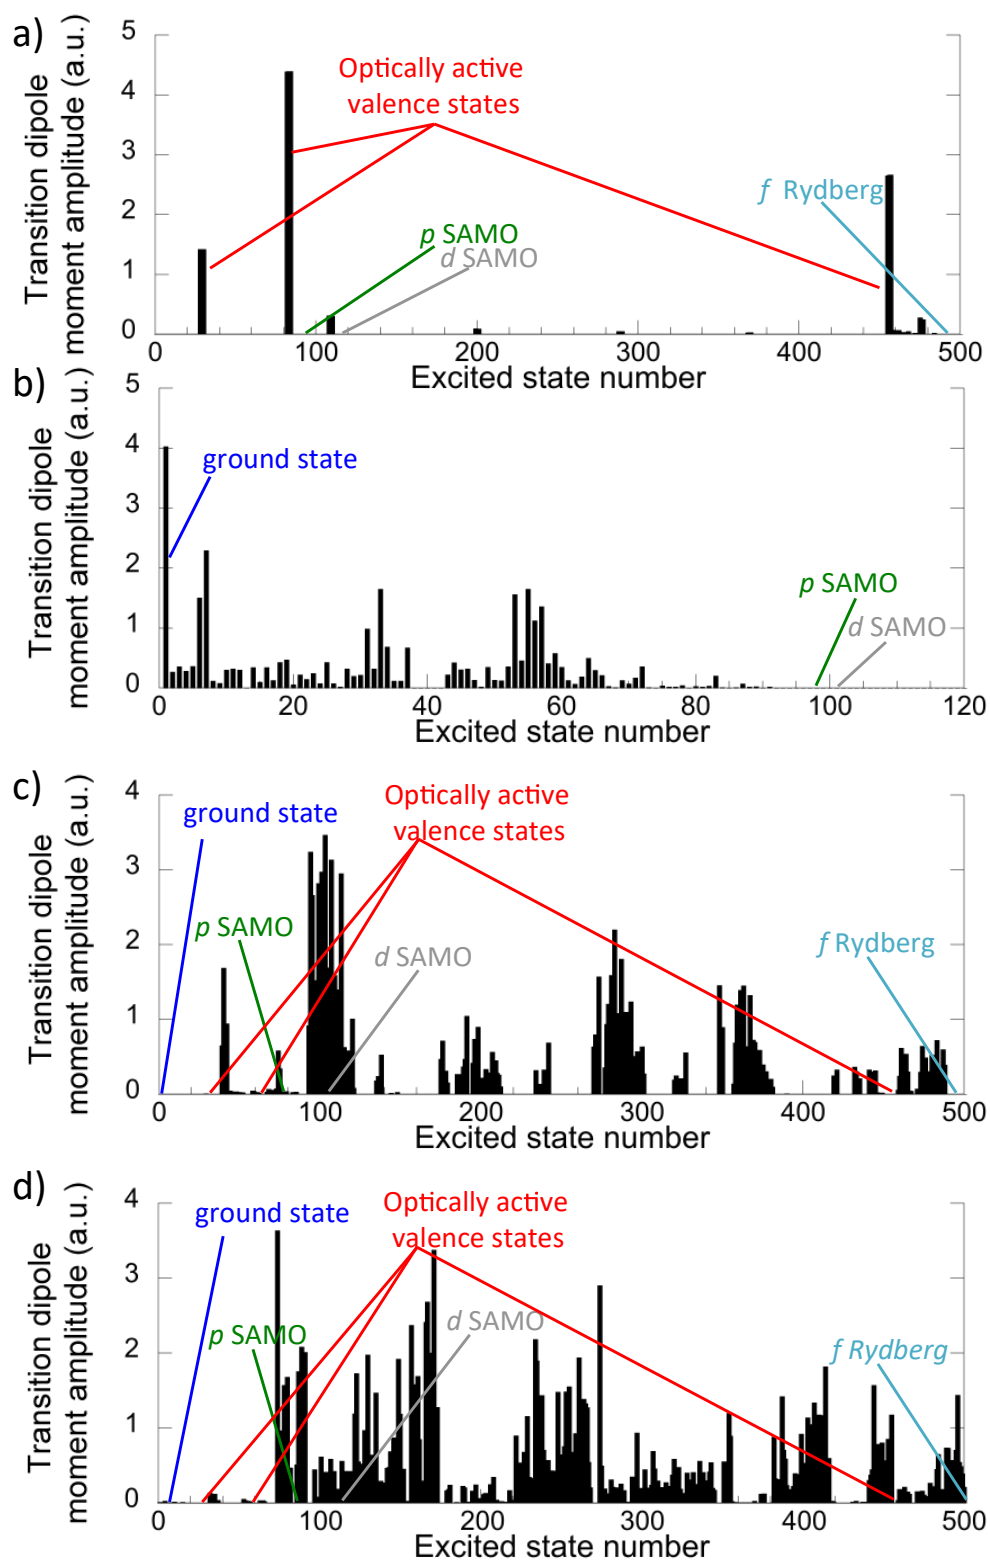 a)
Transition dipole
moment amplitude (a.u.)
5
4
3
2
1
0
Optically active
valence states
f Rydberg
p SAMO
d SAMO
0 100 200 300 400 500
Excited state number
b)
Transition dipole
moment amplitude (a.u.)
5
4
3
2
1
0
ground state
p SAMO
d SAMO
0 20 40 60 80 100 120
Excited state number
c)
Transition dipole
moment amplitude (a.u.)
4
3
2
1
0
ground state
Optically active
valence states
p SAMO
d SAMO
f Rydberg
0 100 200 300 400 500
Excited state number
d)
Transition dipole
moment amplitude (a.u.)
4
3
2
1
0
ground state
Optically active
valence states
p SAMO
d SAMO
f Rydberg
0 100 200 300 400 500
Excited state number